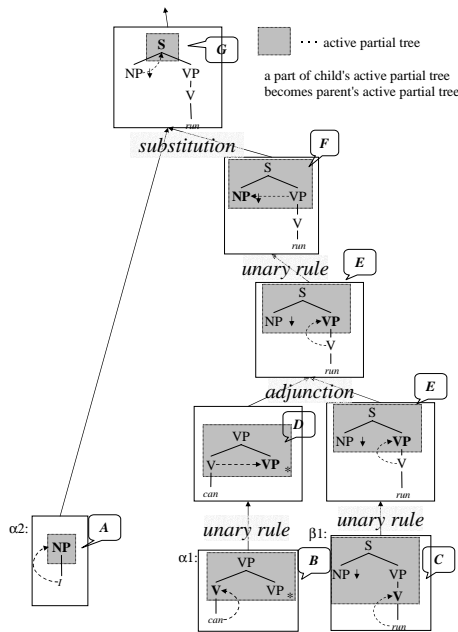 S
G
NP ↓ VP
V
run
··· active partial tree
a part of child's active partial tree
becomes parent's active partial tree
substitution
F
S
NP ↓ VP
V
run
unary rule
E
S
NP ↓ VP
V
run
adjunction
D
VP
V VP *
can
E
S
NP ↓ VP
V
run
unary rule
unary rule
α2:
A
NP
I
α1:
B
VP
V VP *
can
β1:
C
S
NP ↓ VP
V
run